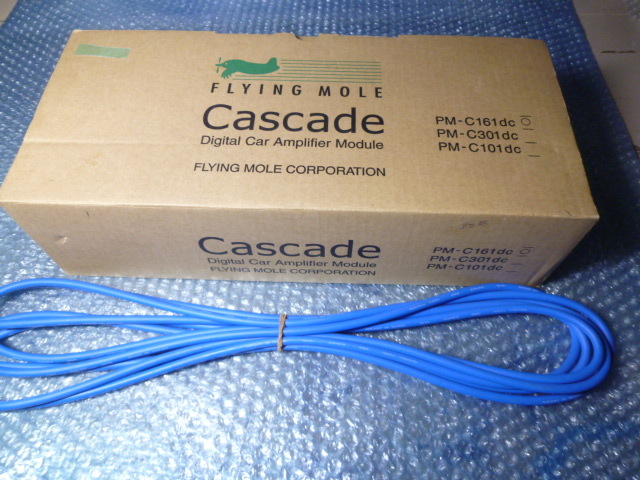 FLYING MOLE
Cascade
Digital Car Amplifier Module
FLYING MOLE CORPORATION
PM-C161dc
PM-C301dc
PM-C101dc
Cascade
Digital Car Amplifier Module
FLYING MOLE CORPORATION
PM-C161dc
PM-C301dc
PM-C101dc